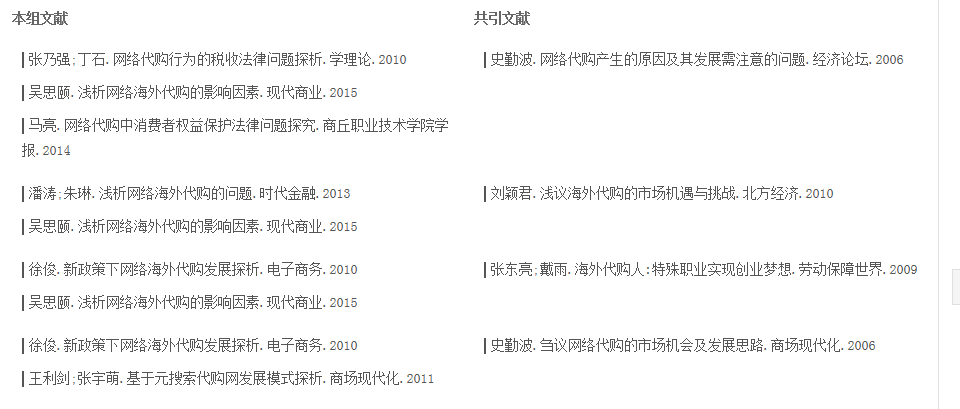 本组文献 共引文献
张乃强;丁石.网络代购行为的税收法律问题探析.学理论.2010 史勤波.网络代购产生的原因及其发展需注意的问题.经济论坛.2006
吴思颐.浅析网络海外代购的影响因素.现代商业.2015
马亮.网络代购中消费者权益保护法律问题探究.商丘职业技术学院学
报.2014
潘涛;朱琳.浅析网络海外代购的问题.时代金融.2013 刘颖君.浅议海外代购的市场机遇与挑战.北方经济.2010
吴思颐.浅析网络海外代购的影响因素.现代商业.2015
徐俊.新政策下网络海外代购发展探析.电子商务.2010 张东亮;戴雨.海外代购人:特殊职业实现创业梦想.劳动保障世界.2009
吴思颐.浅析网络海外代购的影响因素.现代商业.2015
徐俊.新政策下网络海外代购发展探析.电子商务.2010 史勤波.刍议网络代购的市场机会及发展思路.商场现代化.2006
王利剑;张宇萌.基于元搜索代购网发展模式探析.商场现代化.2011